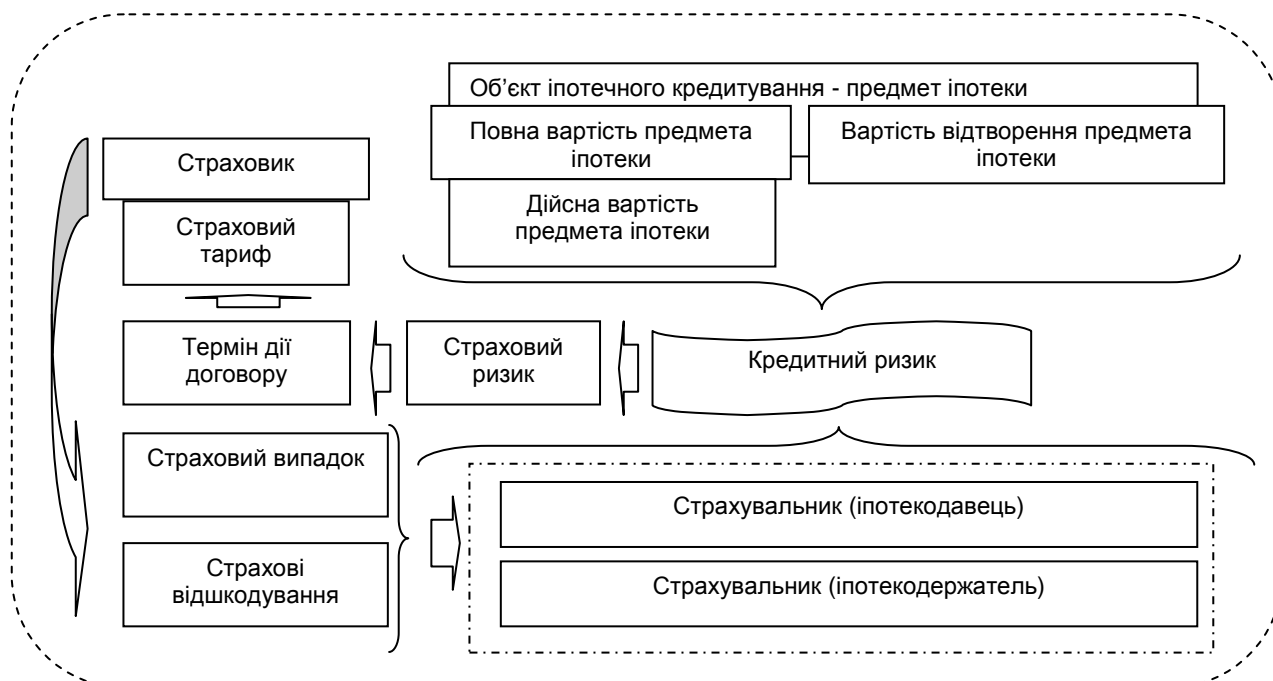 Об’єкт іпотечного кредитування - предмет іпотеки
Повна вартість предмета
іпотеки
Вартість відтворення предмета
іпотеки
Дійсна вартість
предмета іпотеки
Страховик
Страховий
тариф
Термін дії
договору
Страховий
ризик
Кредитний ризик
Страховий випадок
Страхові
відшкодування
Страхувальник (іпотекодавець)
Страхувальник (іпотекодержатель)